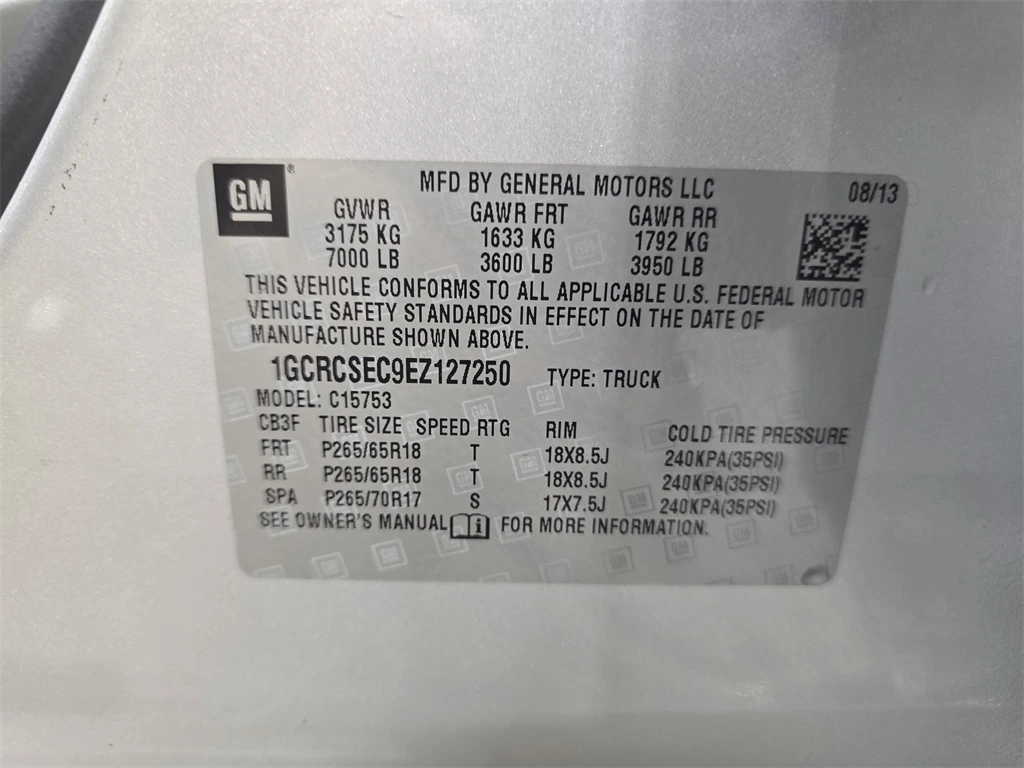 GM ® MFD BY GENERAL MOTORS LLC 08/13
GVWR GAWR FRT GAWR RR
3175 KG 1633 KG 1792 KG
7000 LB 3600 LB 3950 LB
THIS VEHICLE CONFORMS TO ALL APPLICABLE U.S. FEDERAL MOTOR
VEHICLE SAFETY STANDARDS IN EFFECT ON THE DATE OF
MANUFACTURE SHOWN ABOVE.
1GCRCSEC9EZ127250 TYPE: TRUCK
MODEL: C15753
CB3F TIRE SIZE SPEED RTG RIM COLD TIRE PRESSURE
FRT P265/65R18 T 18X8.5J 240KPA(35PSI)
RR P265/65R18 T 18X8.5J 240KPA(35PSI)
SPA P265/70R17 S 17X7.5J 240KPA(35PSI)
SEE OWNER'S MANUAL i FOR MORE INFORMATION.